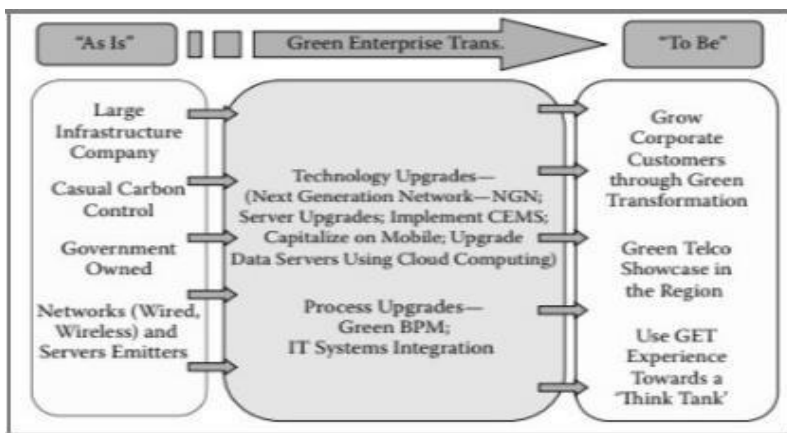 "As Is"
Green Enterprise Trans.
"To Be"
Large
Infrastructure
Company
Casual Carbon
Control
Government
Owned
Networks (Wired,
Wireless) and
Servers Emitters
Technology Upgrades—
(Next Generation Network—NGN;
Server Upgrades; Implement CEMS;
Capitalize on Mobile; Upgrade
Data Servers Using Cloud Computing)
Process Upgrades—
Green BPM;
IT Systems Integration
Grow
Corporate
Customers
through Green
Transformation
Green Telco
Showcase in
the Region
Use GET
Experience
Towards a
'Think Tank'